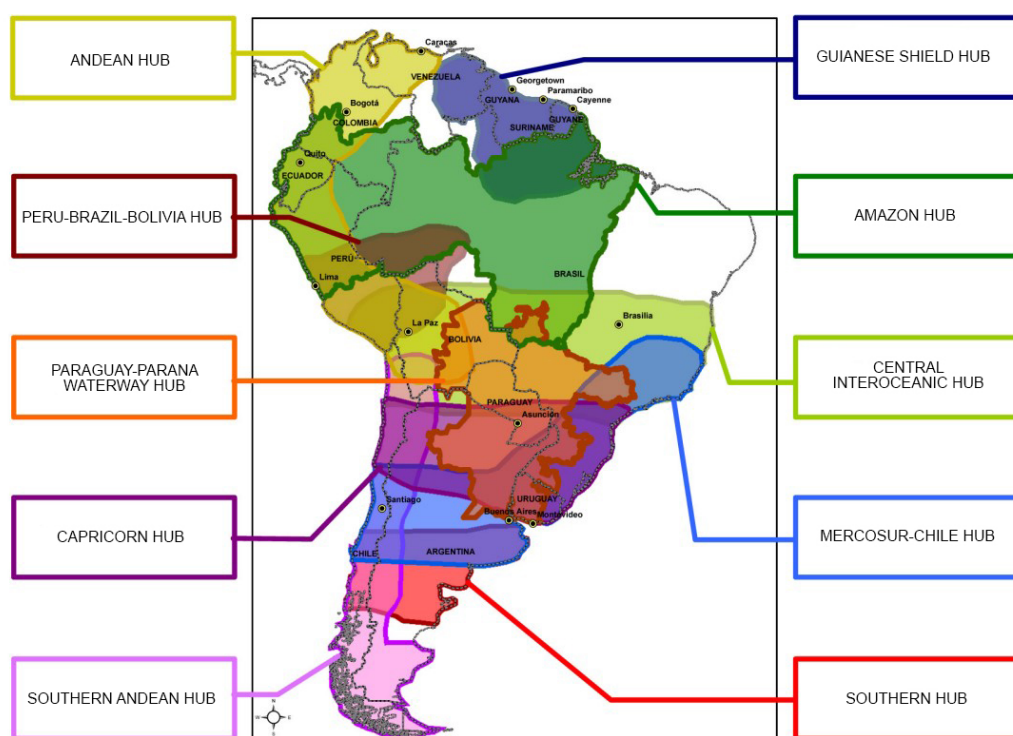 ANDEAN HUB
GUIANESE SHIELD HUB
Caracas
VENEZUELA
Georgetown
GUYANA
Paramaribo
Cayenne
Bogotá
COLOMBIA
SURINAME
GUYANE
Quito
ECUADOR
PERU-BRAZIL-BOLIVIA HUB
AMAZON HUB
PERÚ
BRASIL
Lima
La Paz
Brasilia
BOLIVIA
PARAGUAY-PARANA
WATERWAY HUB
CENTRAL
INTEROCEANIC HUB
PARAGUAY
Asunción
Santiago
URUGUAY
Buenos Aires
Montevideo
CAPRICORN HUB
MERCOSUR-CHILE HUB
CHILE
ARGENTINA
SOUTHERN ANDEAN HUB
SOUTHERN HUB
N
W
E
S